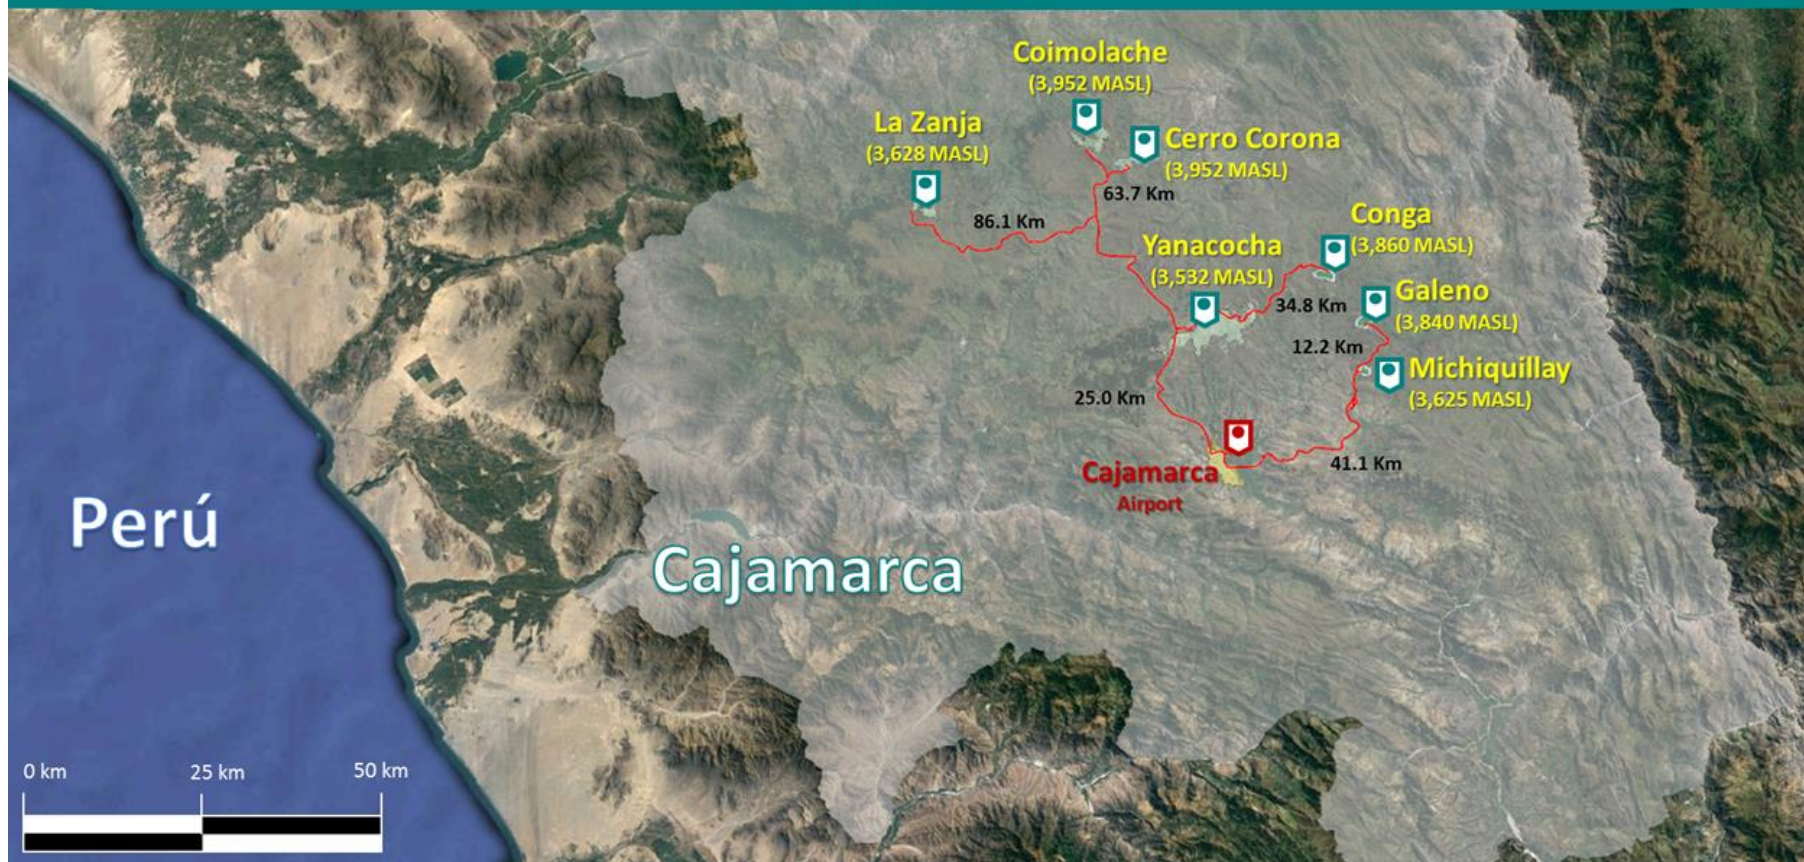 Coimolache
(3,952 MASL)
La Zanja
(3,628 MASL)
Cerro Corona
(3,952 MASL)
63.7 Km
86.1 Km
Conga
(3,860 MASL)
Yanacocha
(3,532 MASL)
34.8 Km
Galeno
(3,840 MASL)
12.2 Km
Michiquillay
(3,625 MASL)
25.0 Km
41.1 Km
Cajamarca
Airport
Perú
Cajamarca
0 km 25 km 50 km